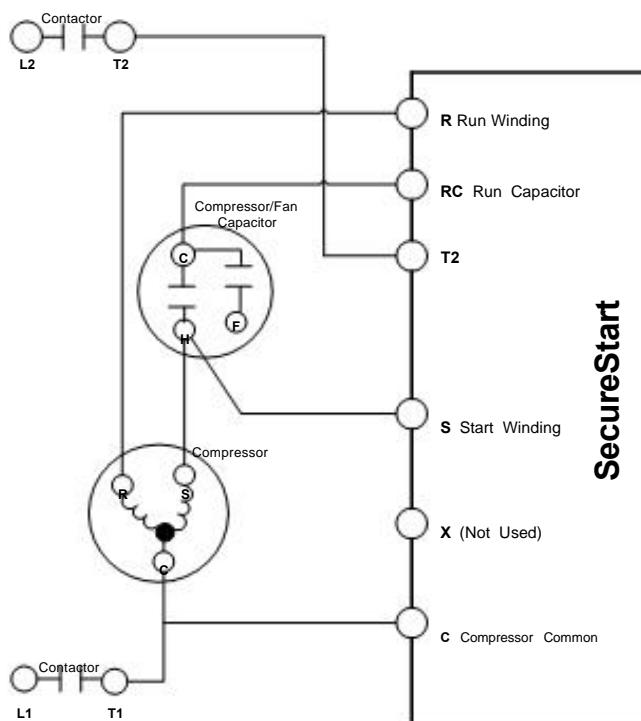 Contactor
L2 T2
R Run Winding
RC Run Capacitor
Compressor/Fan
Capacitor
C
T2
F
H
SecureStart
S Start Winding
Compressor
R S
X (Not Used)
C
C Compressor Common
Contactor
L1 T1